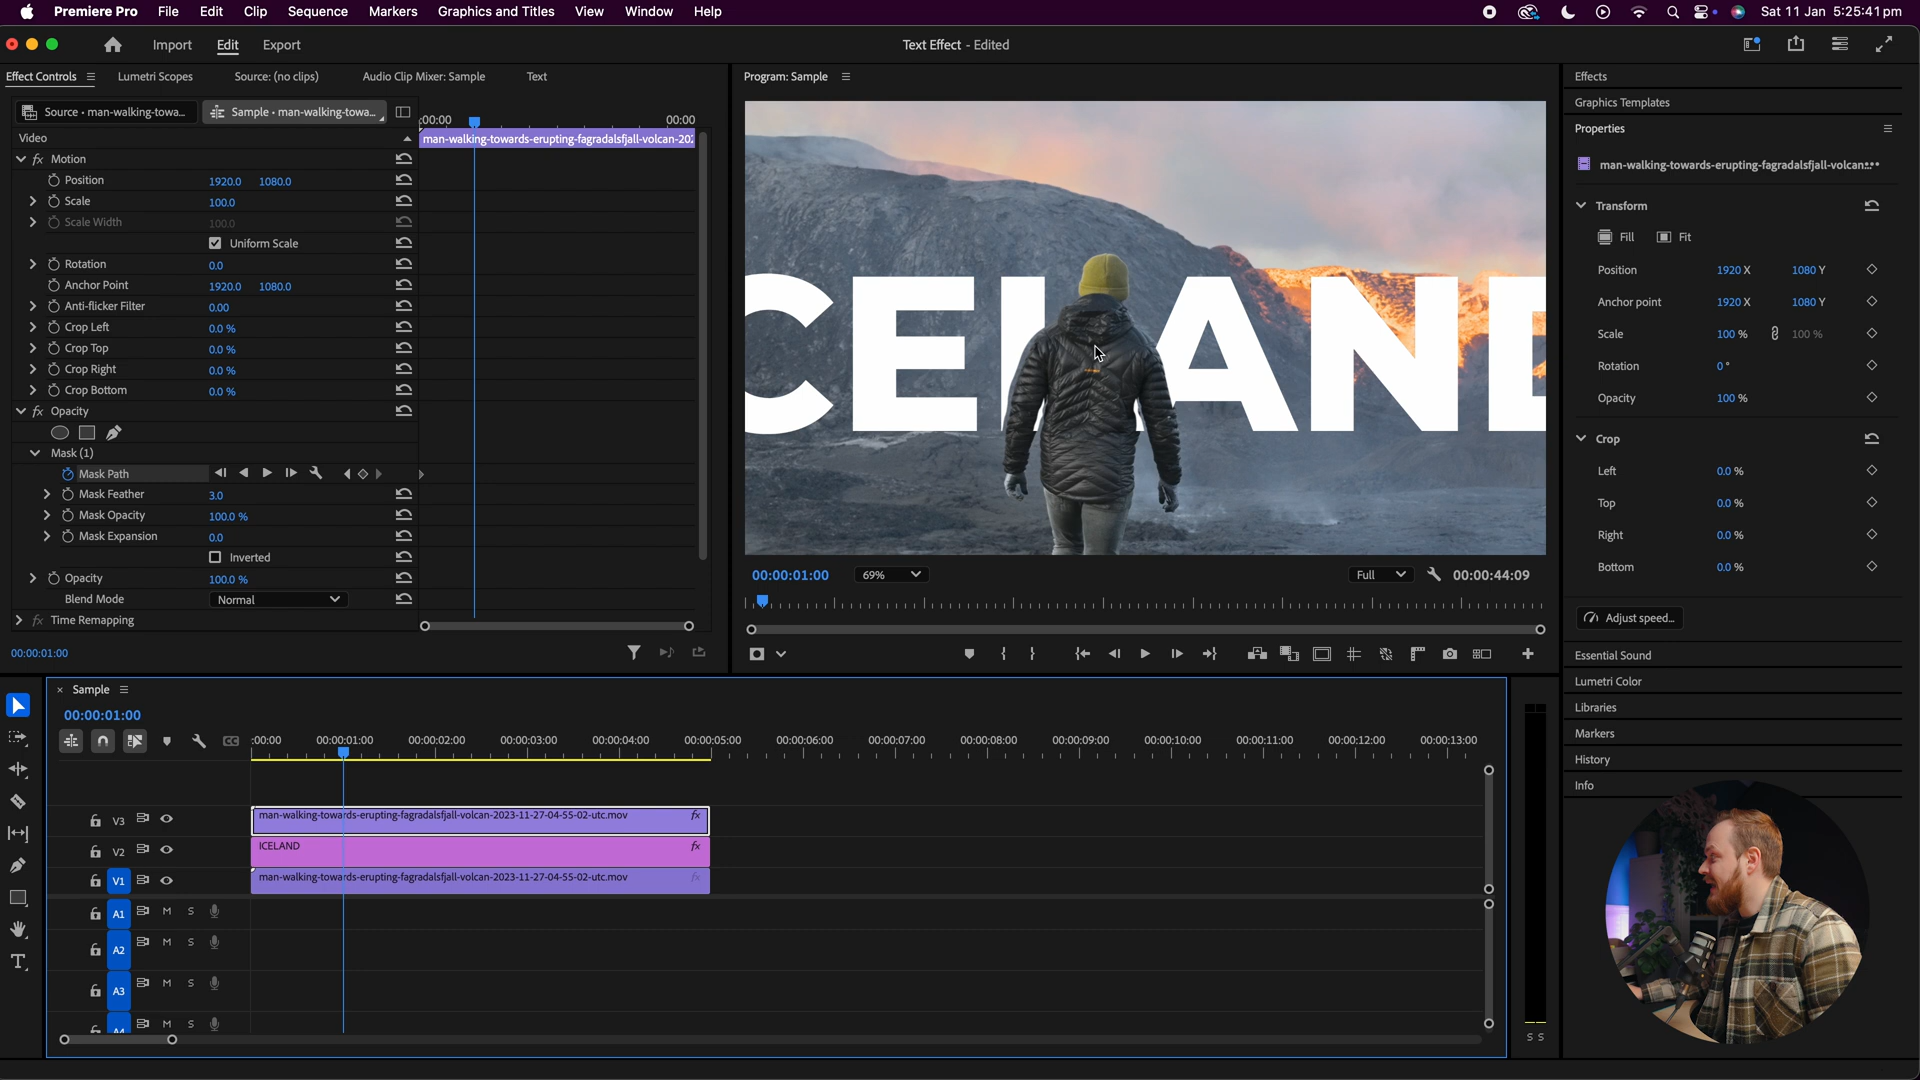 Premiere Pro File Edit Clip Sequence Markers Graphics and Titles View Window Help
Sat 11 Jan 5:25:41 pm
Import Edit Export
Text Effect - Edited
Effect Controls Lumetri Scopes Source: (no clips) Audio Clip Mixer: Sample Text
Source • man-walking-towa... Sample • man-walking-towa...
:00:00 00:00
Video
man-walking-towards-erupting-fagradalsfjall-volcan-202
fx Motion
Position 1920.0 1080.0
Scale 100.0
Scale Width 100.0
Uniform Scale
Rotation 0.0
Anchor Point 1920.0 1080.0
Anti-flicker Filter 0.00
Crop Left 0.0 %
Crop Top 0.0 %
Crop Right 0.0 %
Crop Bottom 0.0 %
fx Opacity
Mask (1)
Mask Path
Mask Feather 3.0
Mask Opacity 100.0 %
Mask Expansion 0.0
Inverted
Opacity 100.0 %
Blend Mode Normal
fx Time Remapping
00:00:01:00
Program: Sample
CELAND
00:00:01:00 69% Full 00:00:44:09
Effects
Graphics Templates
Properties
man-walking-towards-erupting-fagradalsfjall-volcan...
Transform
Fill Fit
Position 1920 X 1080 Y
Anchor point 1920 X 1080 Y
Scale 100 % 100 %
Rotation 0 °
Opacity 100 %
Crop
Left 0.0 %
Top 0.0 %
Right 0.0 %
Bottom 0.0 %
Adjust speed...
Essential Sound
Lumetri Color
Libraries
Markers
History
Info
× Sample
00:00:01:00
CC
:00:00 00:00:01:00 00:00:02:00 00:00:03:00 00:00:04:00 00:00:05:00 00:00:06:00 00:00:07:00 00:00:08:00 00:00:09:00 00:00:10:00 00:00:11:00 00:00:12:00 00:00:13:00
V3 man-walking-towards-erupting-fagradalsfjall-volcan-2023-11-27-04-55-02-utc.mov fx
V2 ICELAND fx
V1 man-walking-towards-erupting-fagradalsfjall-volcan-2023-11-27-04-55-02-utc.mov fx
A1 M S
A2 M S
A3 M S
A4 M S
S S